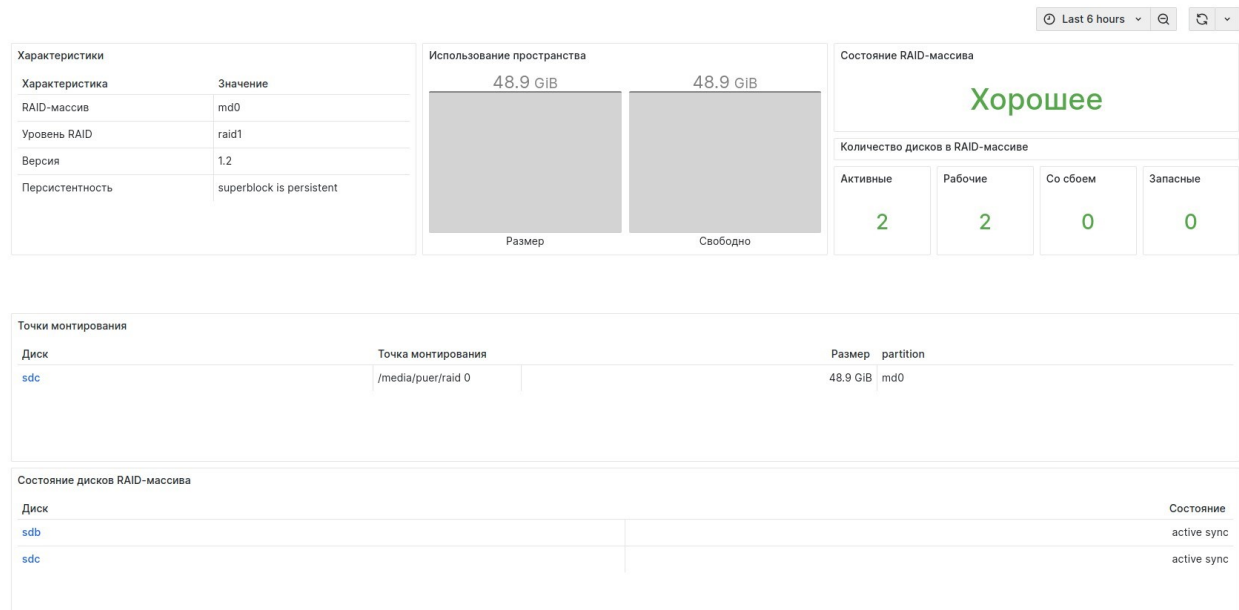 Last 6 hours
Характеристики
Характеристика Значение
RAID-массив md0
Уровень RAID raid1
Версия 1.2
Персистентность superblock is persistent
Использование пространства
48.9 GiB 48.9 GiB
Размер Свободно
Состояние RAID-массива
Хорошее
Количество дисков в RAID-массиве
Активные Рабочие Со сбоем Запасные
2 2 0 0
Точки монтирования
Диск Точка монтирования Размер partition
sdc /media/puer/raid 0 48.9 GiB md0
Состояние дисков RAID-массива
Диск Состояние
sdb active sync
sdc active sync